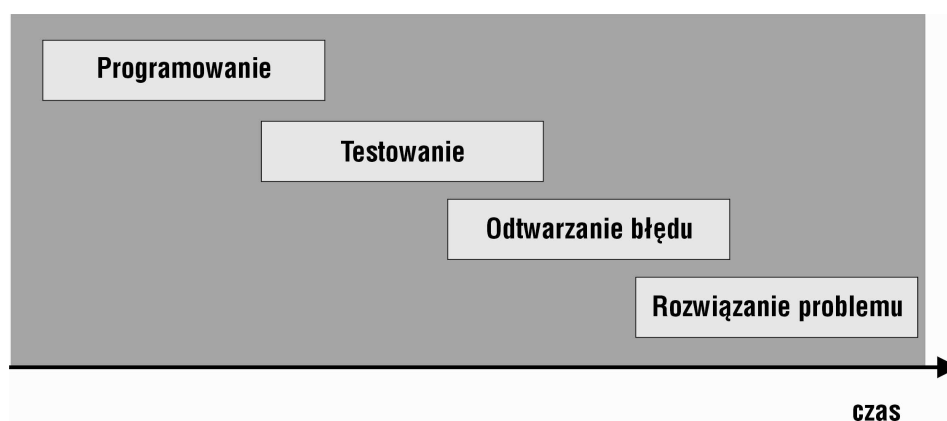 Programowanie
Testowanie
Odtwarzanie błędu
Rozwiązanie problemu
czas